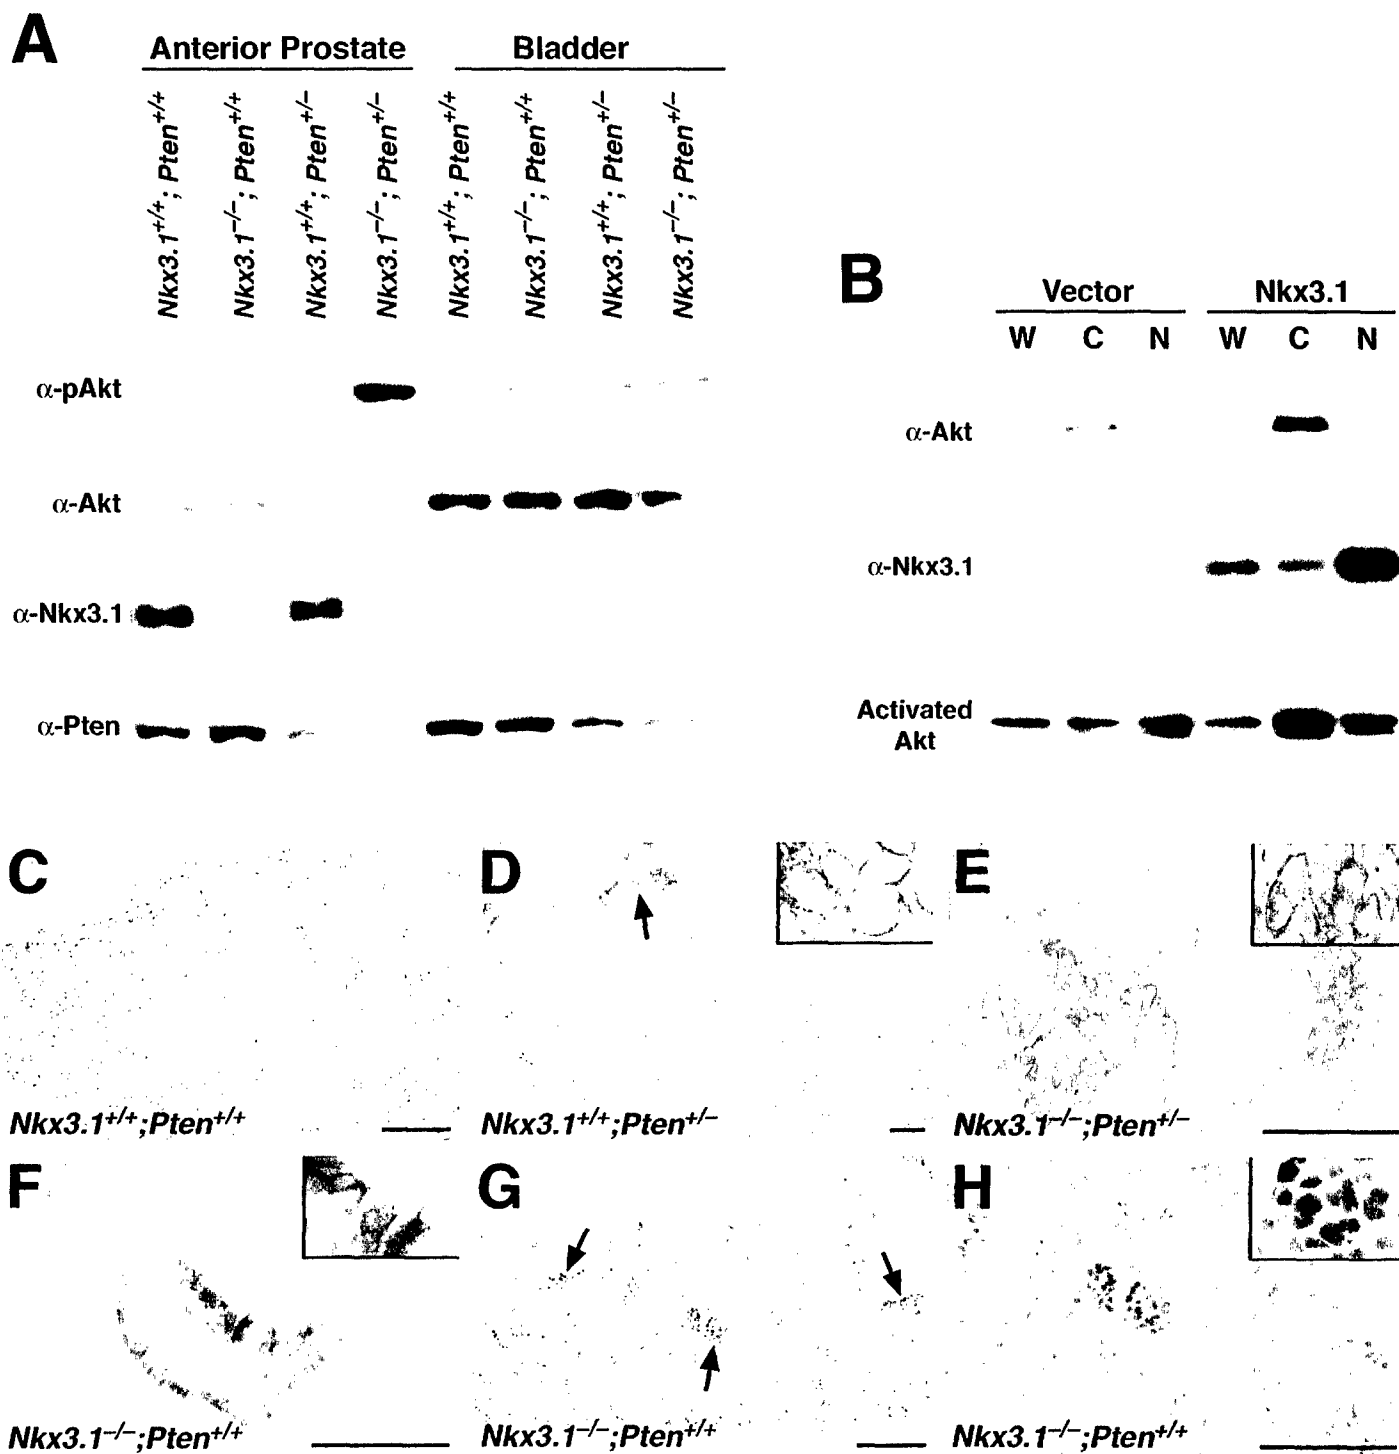 A
Anterior Prostate Bladder
Nkx3.1+/+; Pten+/+
Nkx3.1–/–; Pten+/+
Nkx3.1+/+; Pten+/–
Nkx3.1–/–; Pten+/–
Nkx3.1+/+; Pten+/+
Nkx3.1–/–; Pten+/+
Nkx3.1+/+; Pten+/–
Nkx3.1–/–; Pten+/–
α-pAkt
α-Akt
α-Nkx3.1
α-Pten
B
Vector Nkx3.1
W C N W C N
α-Akt
α-Nkx3.1
Activated
Akt
C
Nkx3.1+/+;Pten+/+
D
Nkx3.1+/+;Pten+/–
E
Nkx3.1–/–;Pten+/–
F
Nkx3.1–/–;Pten+/+
G
Nkx3.1–/–;Pten+/+
H
Nkx3.1–/–;Pten+/+